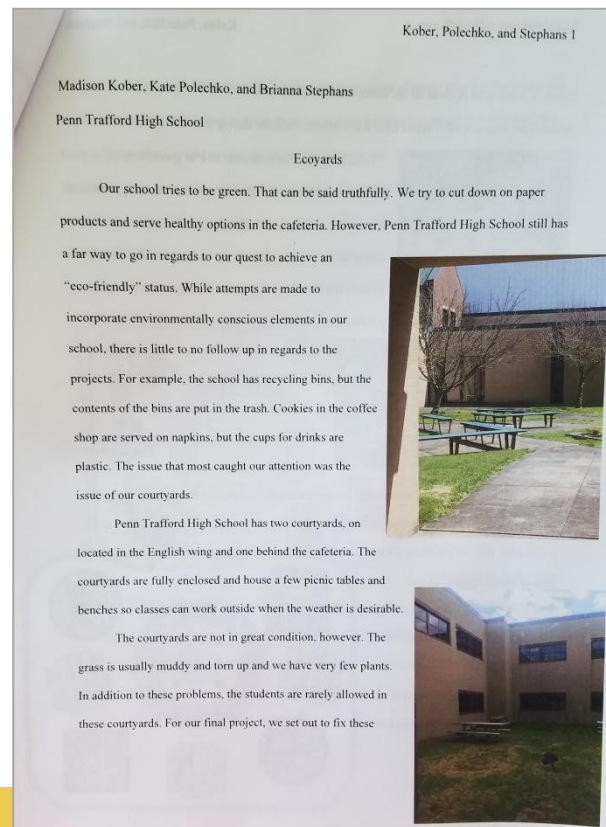 Kober, Polechko, and Stephans 1
Madison Kober, Kate Polechko, and Brianna Stephans
Penn Trafford High School
Ecoyards
Our school tries to be green. That can be said truthfully. We try to cut down on paper
products and serve healthy options in the cafeteria. However, Penn Trafford High School still has
a far way to go in regards to our quest to achieve an
“eco-friendly” status. While attempts are made to
incorporate environmentally conscious elements in our
school, there is little to no follow up in regards to the
projects. For example, the school has recycling bins, but the
contents of the bins are put in the trash. Cookies in the coffee
shop are served on napkins, but the cups for drinks are
plastic. The issue that most caught our attention was the
issue of our courtyards.
Penn Trafford High School has two courtyards, on
located in the English wing and one behind the cafeteria. The
courtyards are fully enclosed and house a few picnic tables and
benches so classes can work outside when the weather is desirable.
The courtyards are not in great condition, however. The
grass is usually muddy and torn up and we have very few plants.
In addition to these problems, the students are rarely allowed in
these courtyards. For our final project, we set out to fix these